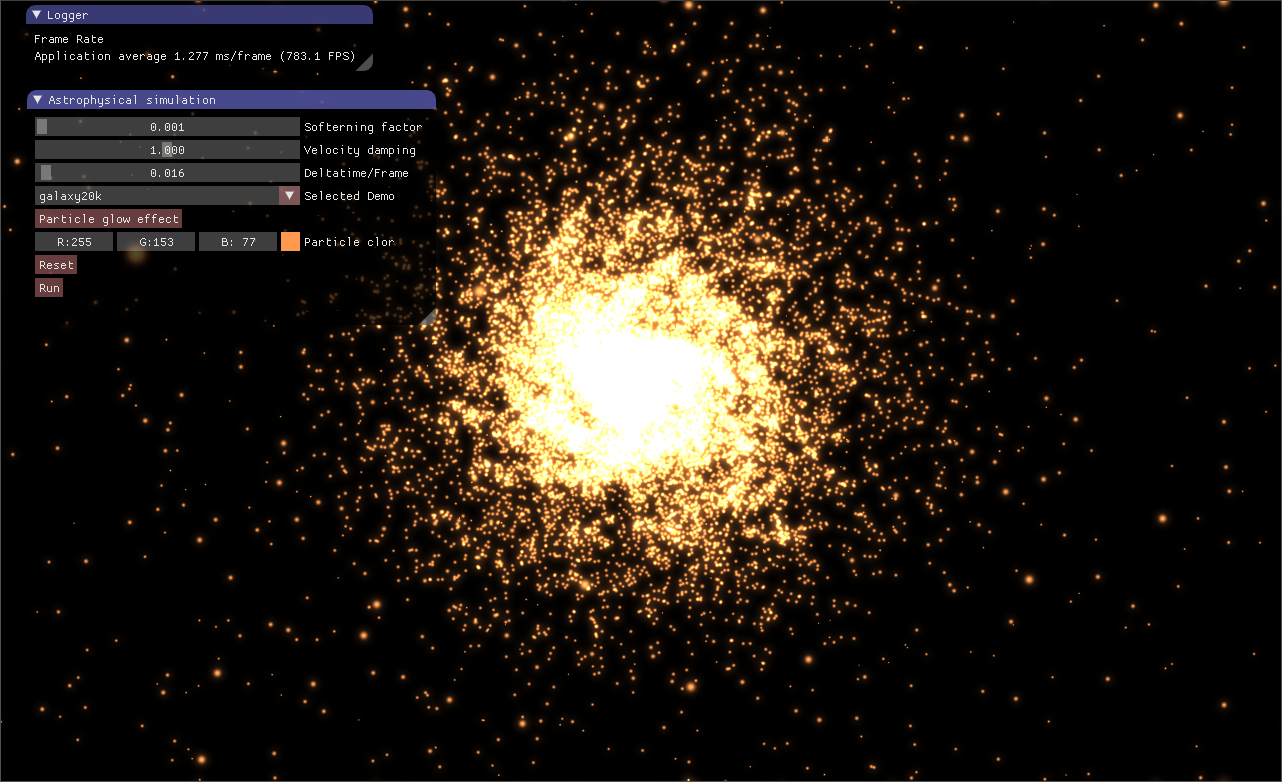 Logger
Frame Rate
Application average 1.277 ms/frame (783.1 FPS)
Astrophysical simulation
0.001 Softerning factor
1.000 Velocity damping
0.016 Deltatime/Frame
galaxy20k Selected Demo
Particle glow effect
R:255 G:153 B: 77 Particle clor
Reset
Run